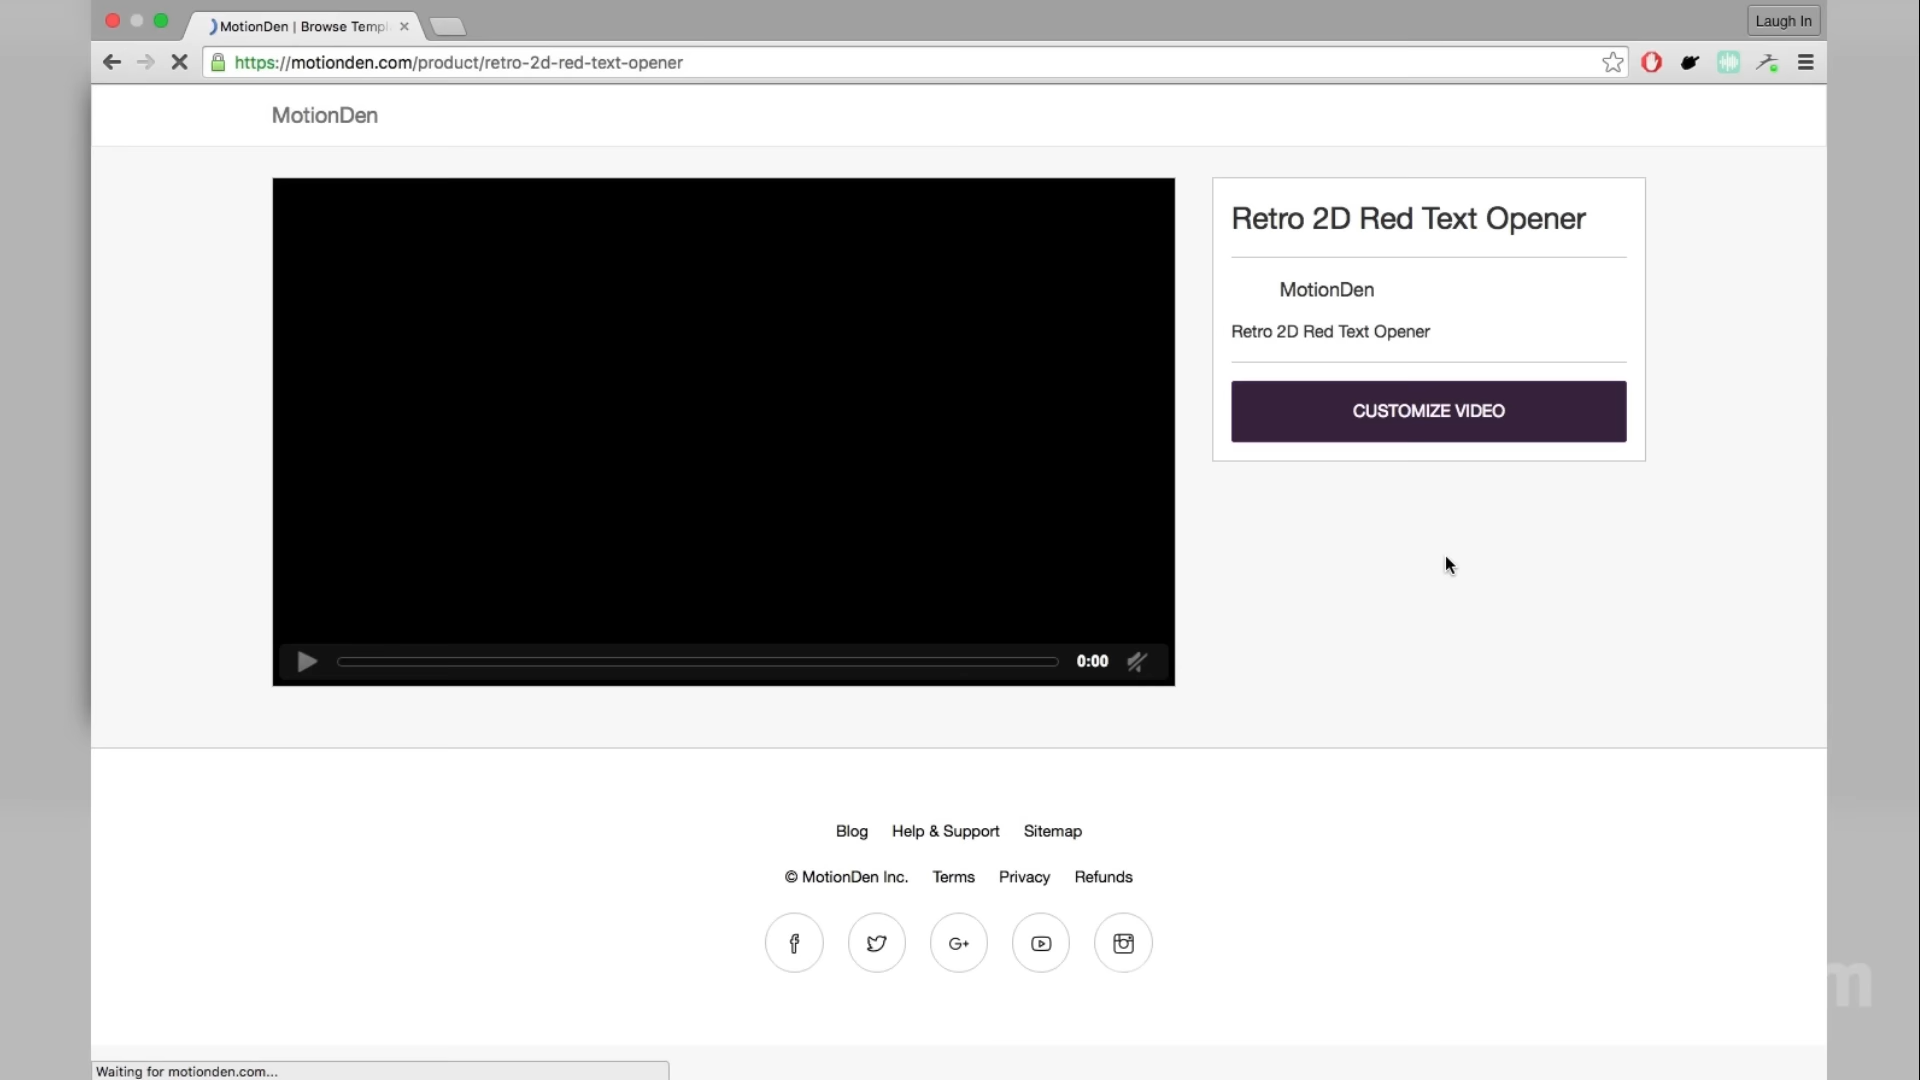 MotionDen | Browse Templ
Laugh In
https://motionden.com/product/retro-2d-red-text-opener
MotionDen
Retro 2D Red Text Opener
MotionDen
Retro 2D Red Text Opener
CUSTOMIZE VIDEO
0:00
Blog Help & Support Sitemap
© MotionDen Inc. Terms Privacy Refunds
G+
m
Waiting for motionden.com...